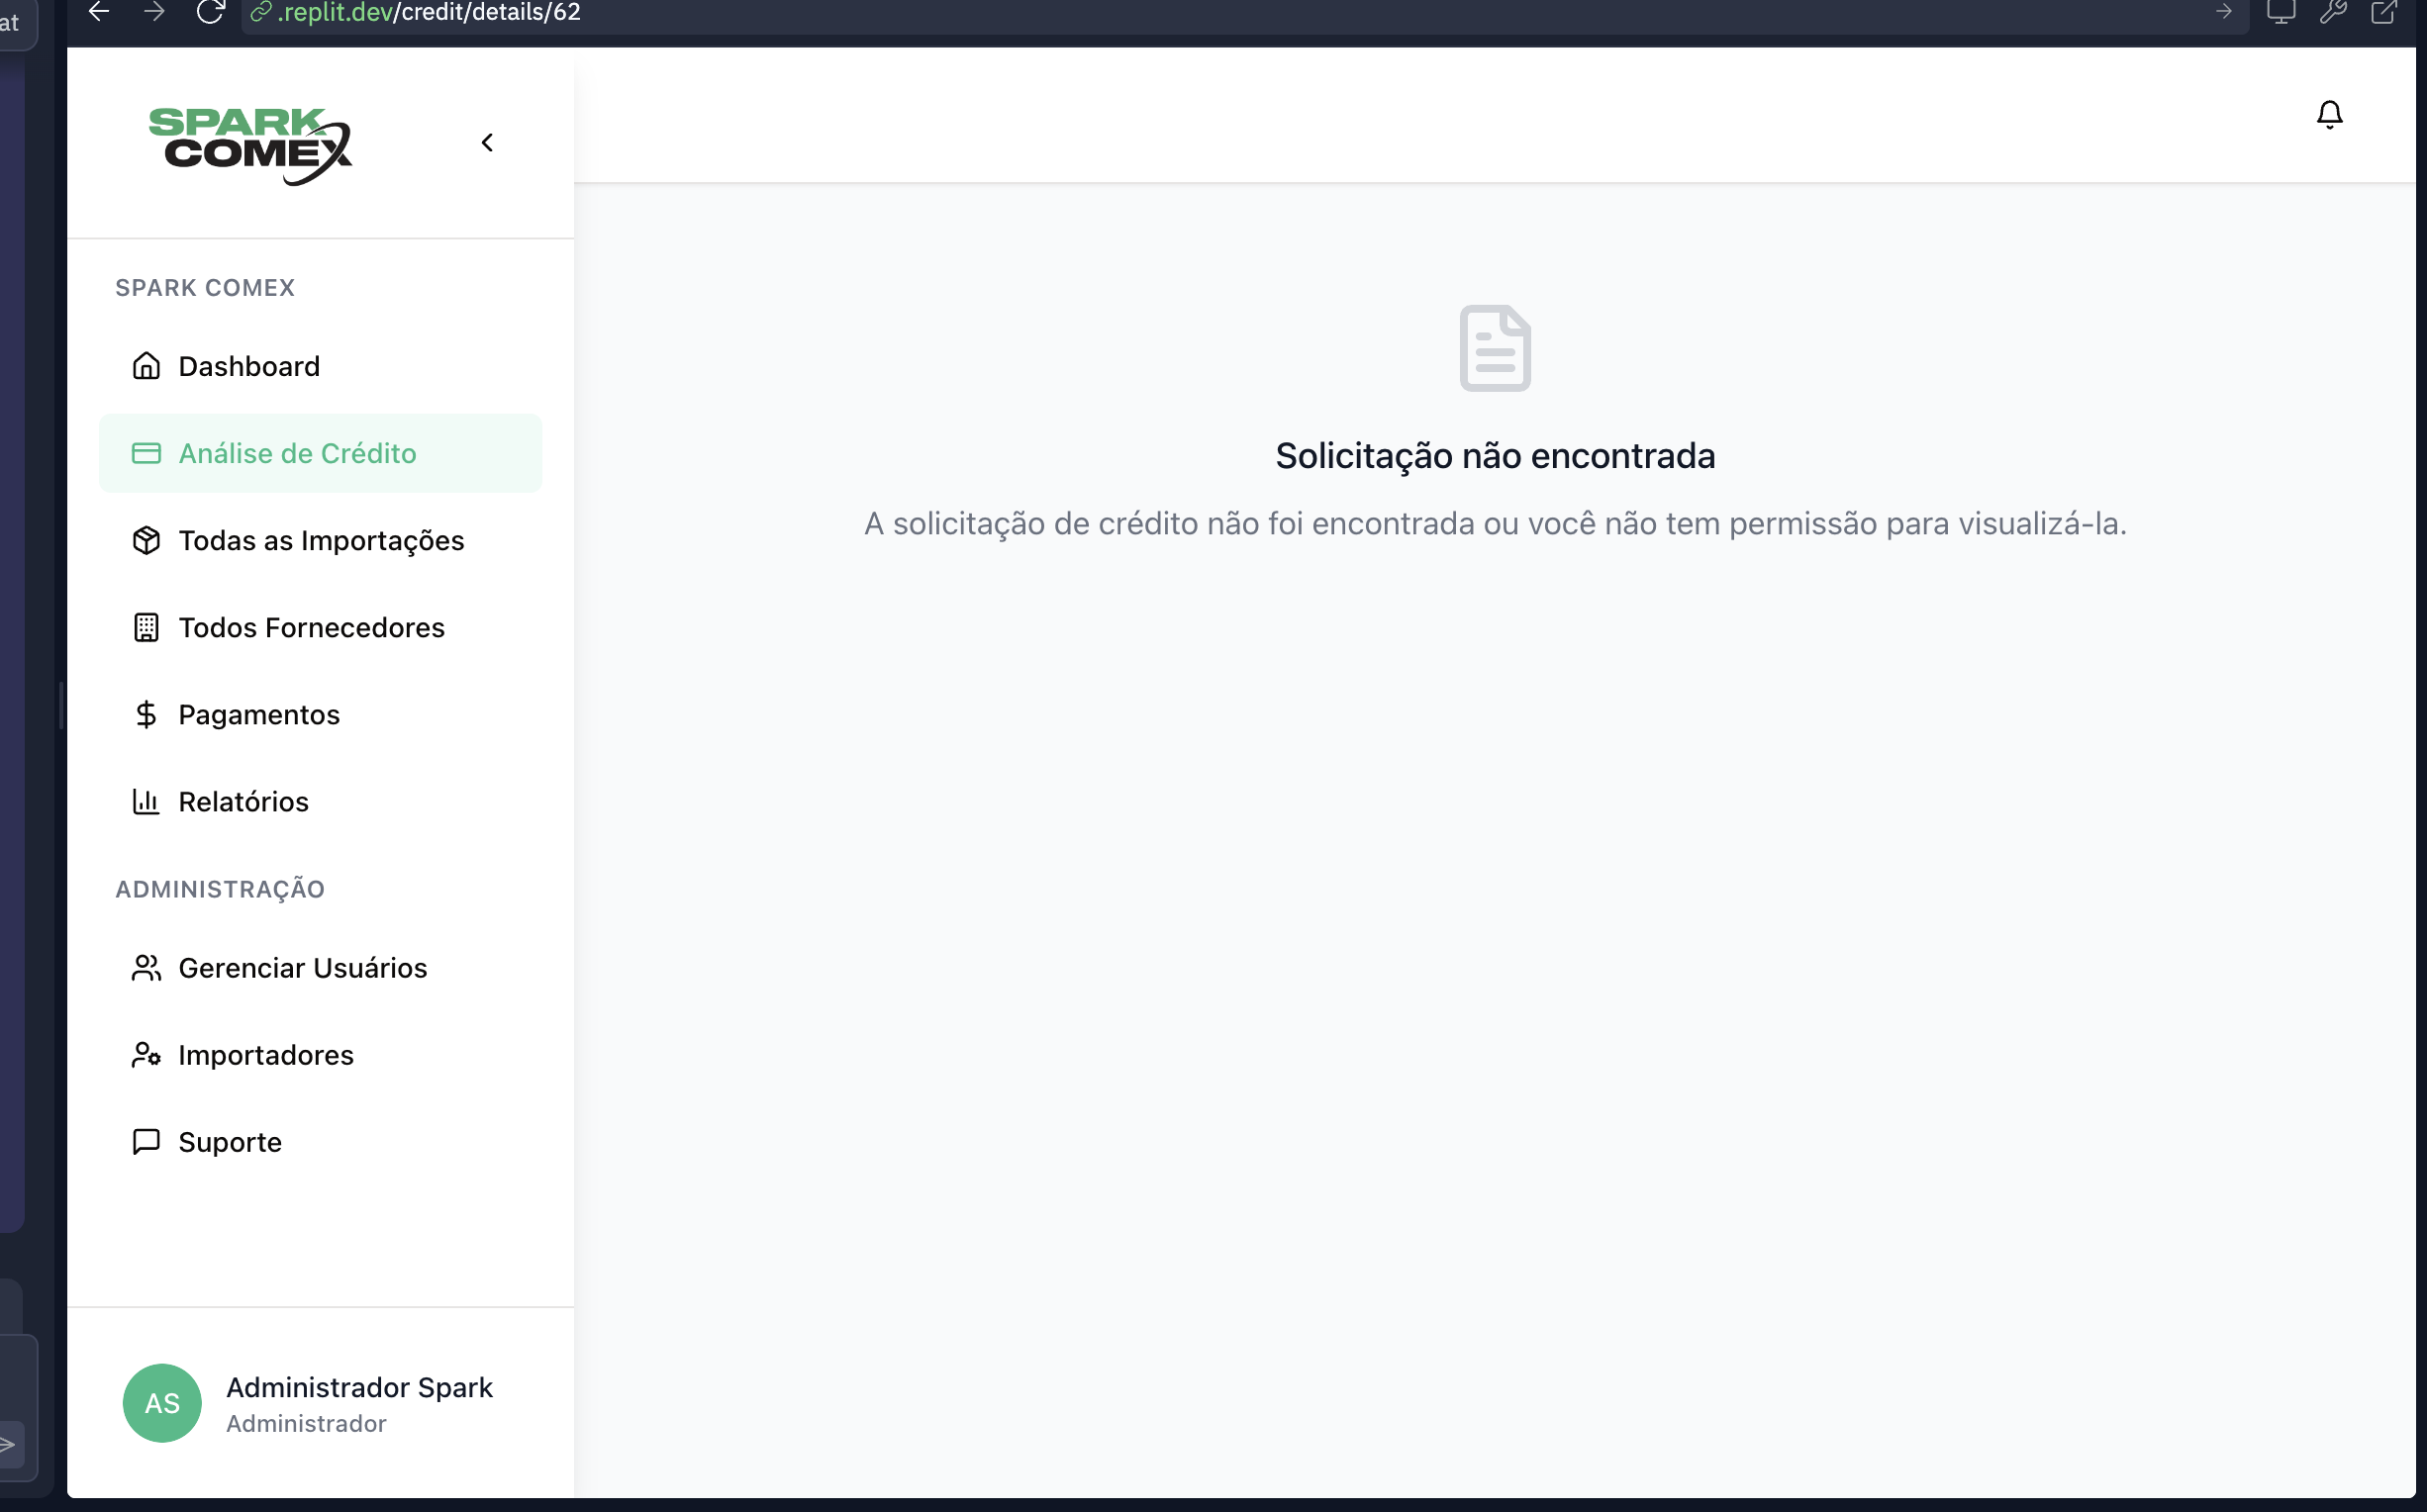 at
.replit.dev/credit/details/62
SPARK
COMEX
SPARK COMEX
Dashboard
Análise de Crédito
Todas as Importações
Todos Fornecedores
Pagamentos
Relatórios
ADMINISTRAÇÃO
Gerenciar Usuários
Importadores
Suporte
AS
Administrador Spark
Administrador
Solicitação não encontrada
A solicitação de crédito não foi encontrada ou você não tem permissão para visualizá-la.